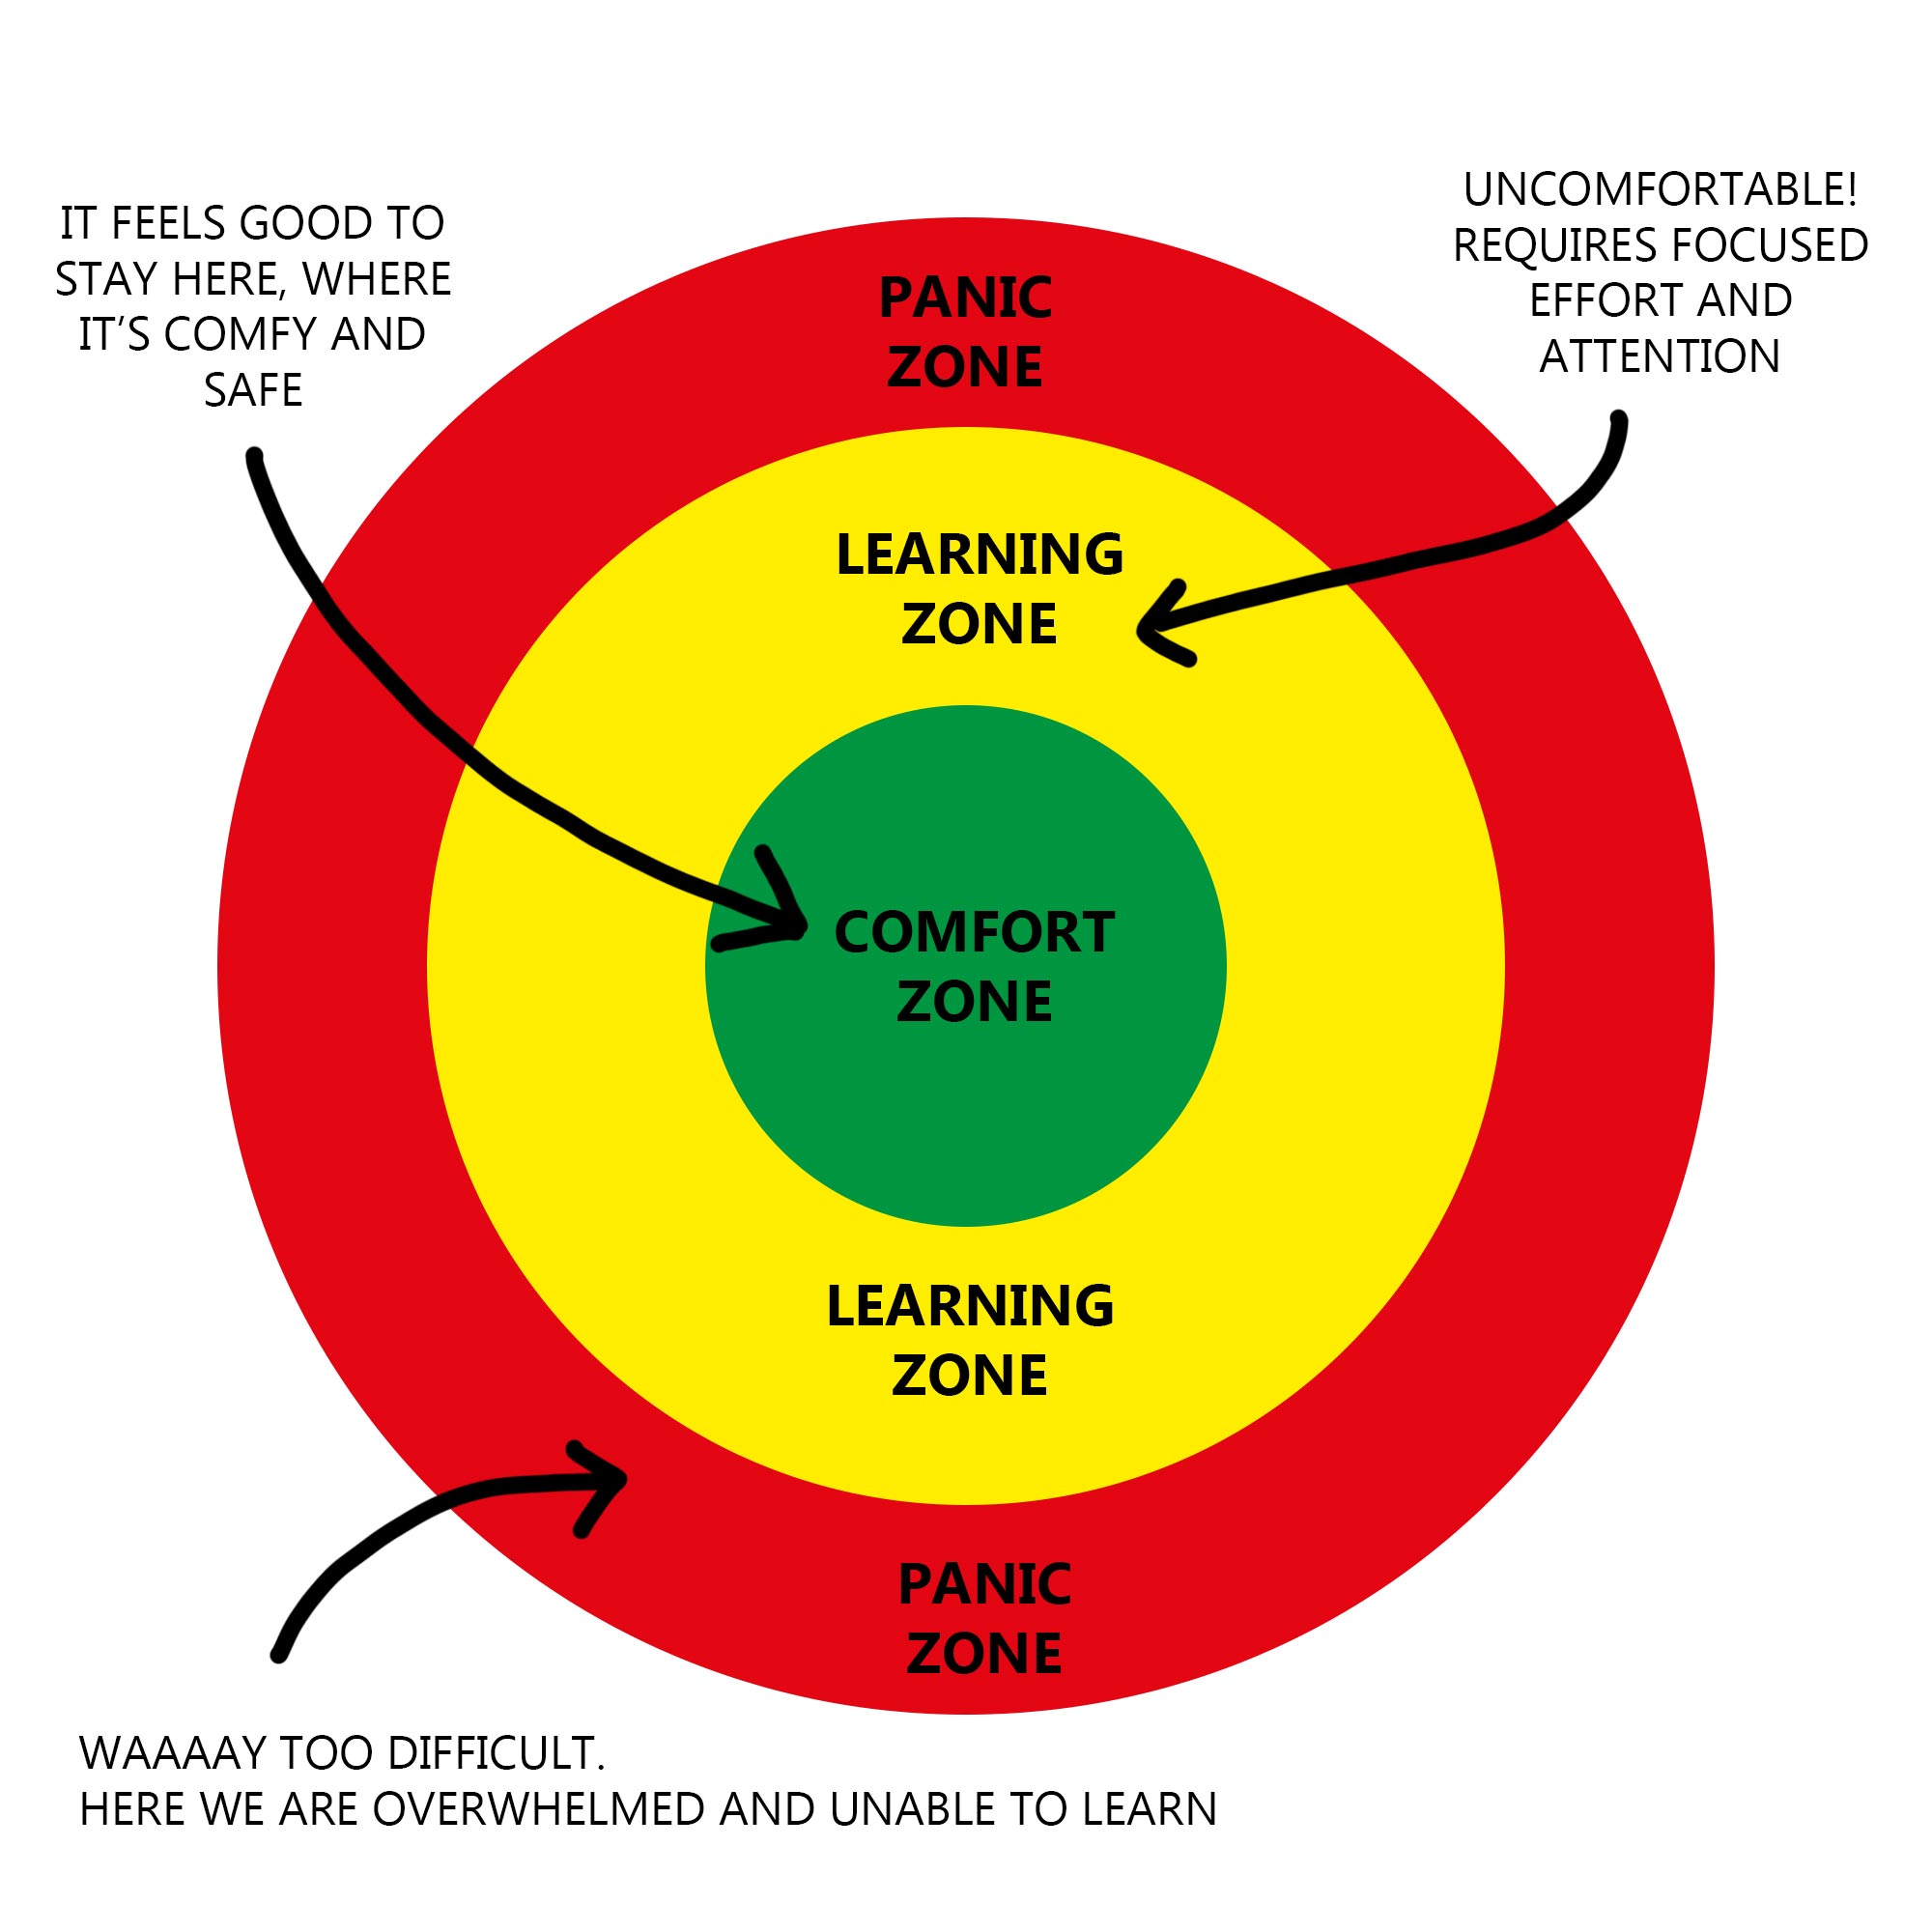 IT FEELS GOOD TO
STAY HERE, WHERE
IT’S COMFY AND
SAFE
UNCOMFORTABLE!
REQUIRES FOCUSED
EFFORT AND
ATTENTION
PANIC
ZONE
LEARNING
ZONE
COMFORT
ZONE
LEARNING
ZONE
PANIC
ZONE
WAAAAY TOO DIFFICULT.
HERE WE ARE OVERWHELMED AND UNABLE TO LEARN